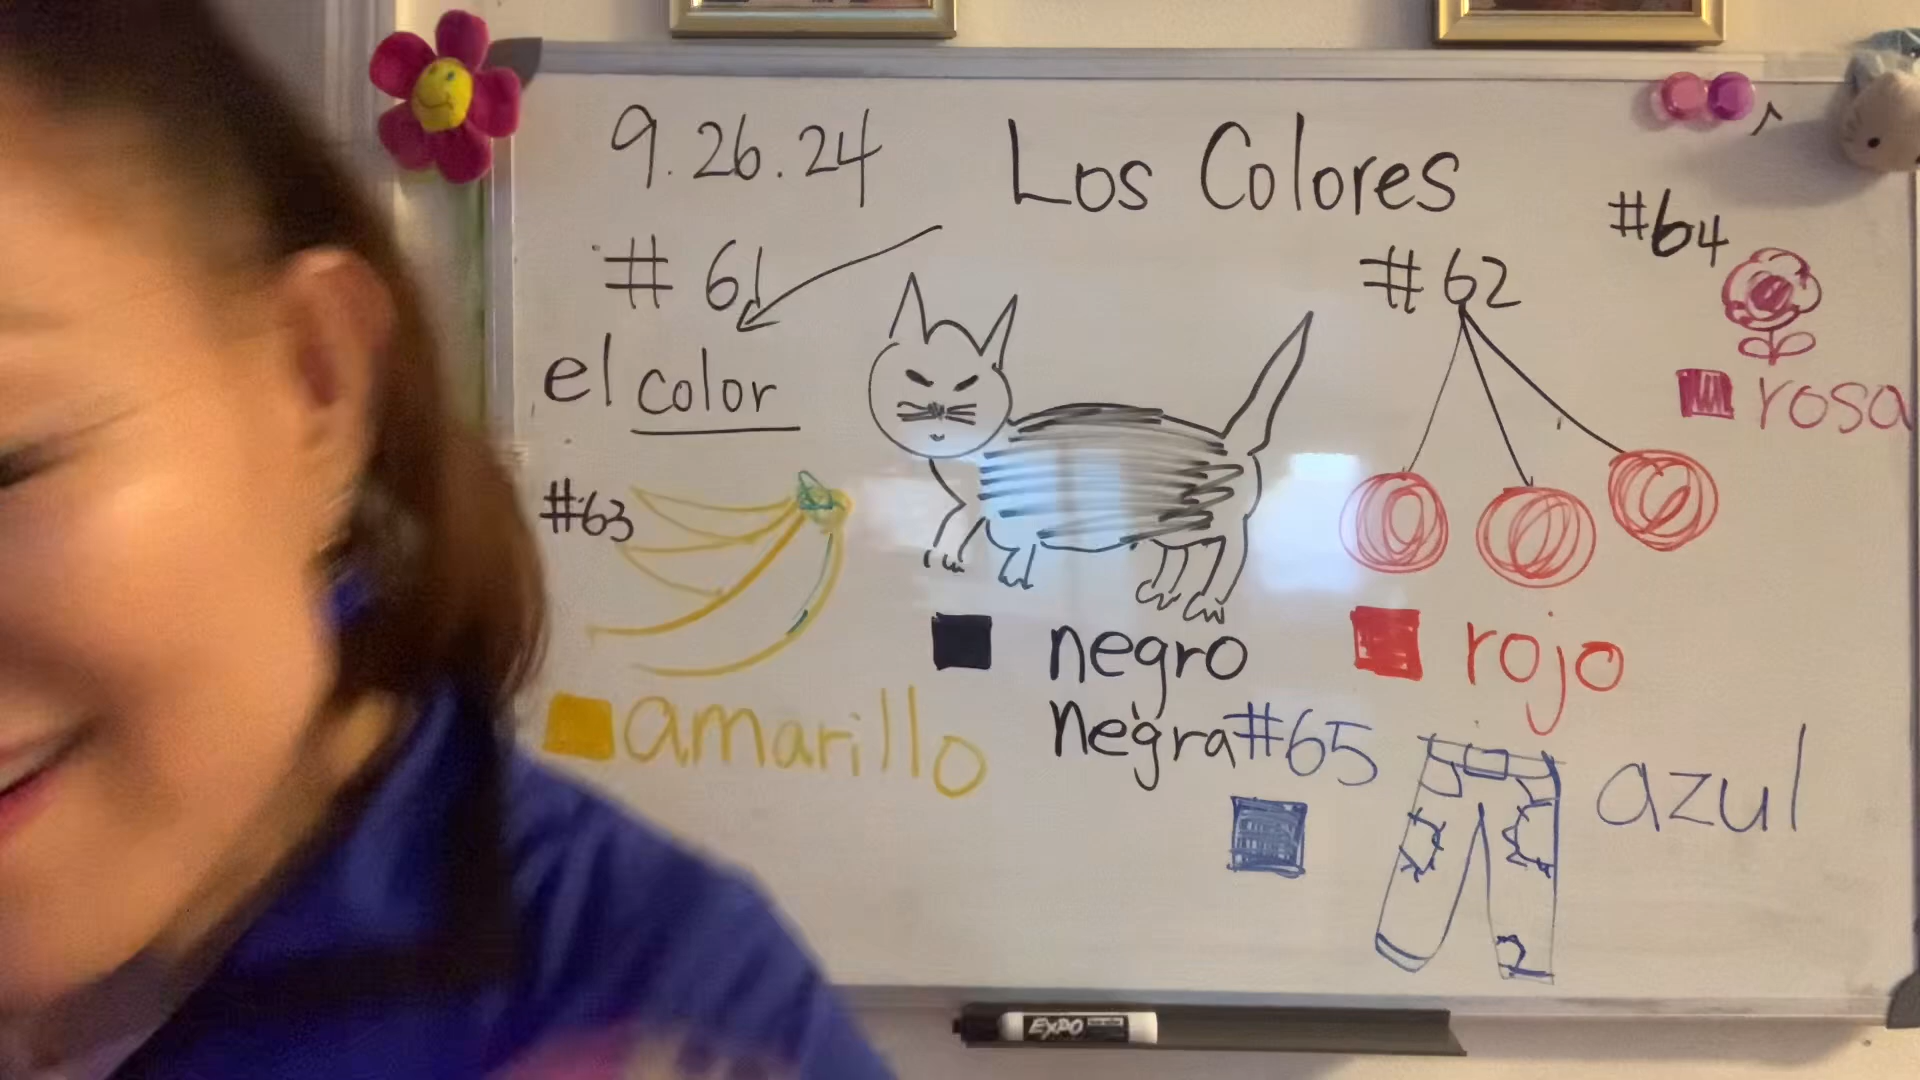 9.26.24 Los Colores
#61
el color
#62
#64
rosa
#63
amarillo
negro
negra
rojo
#65
azul
EXPO